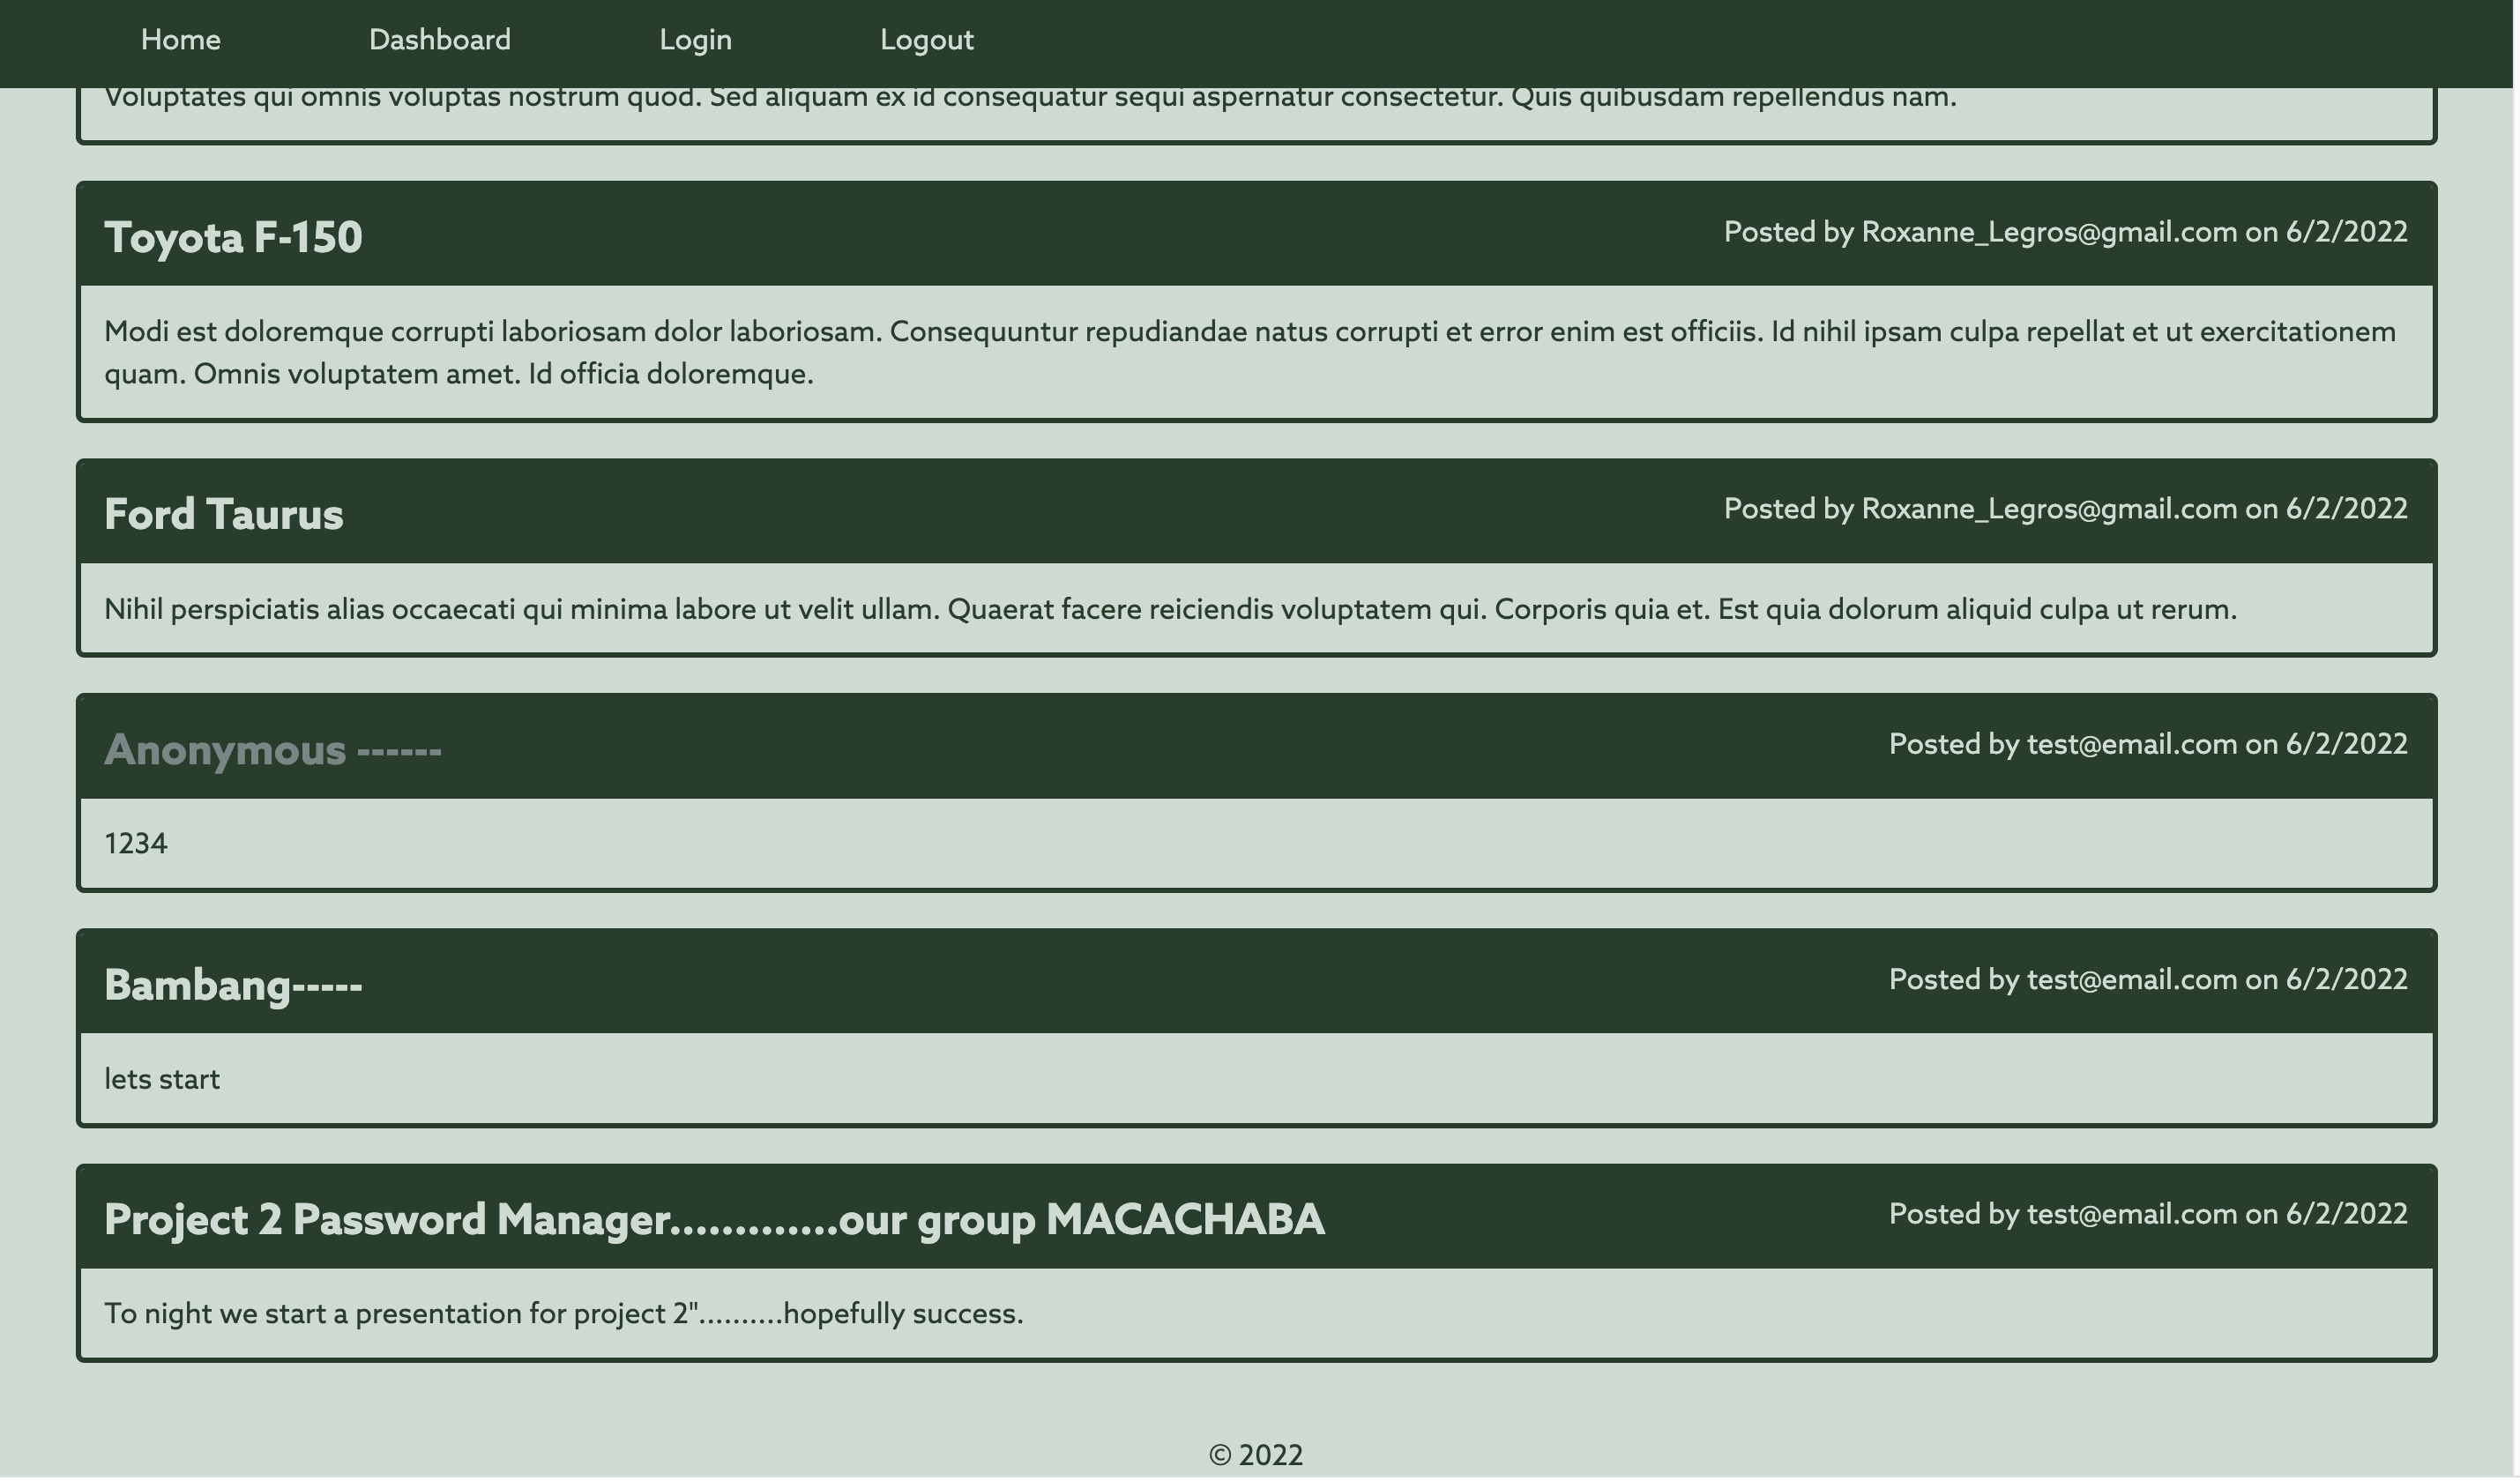 Home Dashboard Login Logout
Voluptates qui omnis voluptas nostrum quod. Sed aliquam ex id consequatur sequi aspernatur consectetur. Quis quibusdam repellendus nam.
Toyota F-150 Posted by Roxanne_Legros@gmail.com on 6/2/2022
Modi est doloremque corrupti laboriosam dolor laboriosam. Consequuntur repudiandae natus corrupti et error enim est officiis. Id nihil ipsam culpa repellat et ut exercitationem
quam. Omnis voluptatem amet. Id officia doloremque.
Ford Taurus Posted by Roxanne_Legros@gmail.com on 6/2/2022
Nihil perspiciatis alias occaecati qui minima labore ut velit ullam. Quaerat facere reiciendis voluptatem qui. Corporis quia et. Est quia dolorum aliquid culpa ut rerum.
Anonymous ------ Posted by test@email.com on 6/2/2022
1234
Bambang----- Posted by test@email.com on 6/2/2022
lets start
Project 2 Password Manager.............our group MACACHABA Posted by test@email.com on 6/2/2022
To night we start a presentation for project 2"..........hopefully success.
© 2022